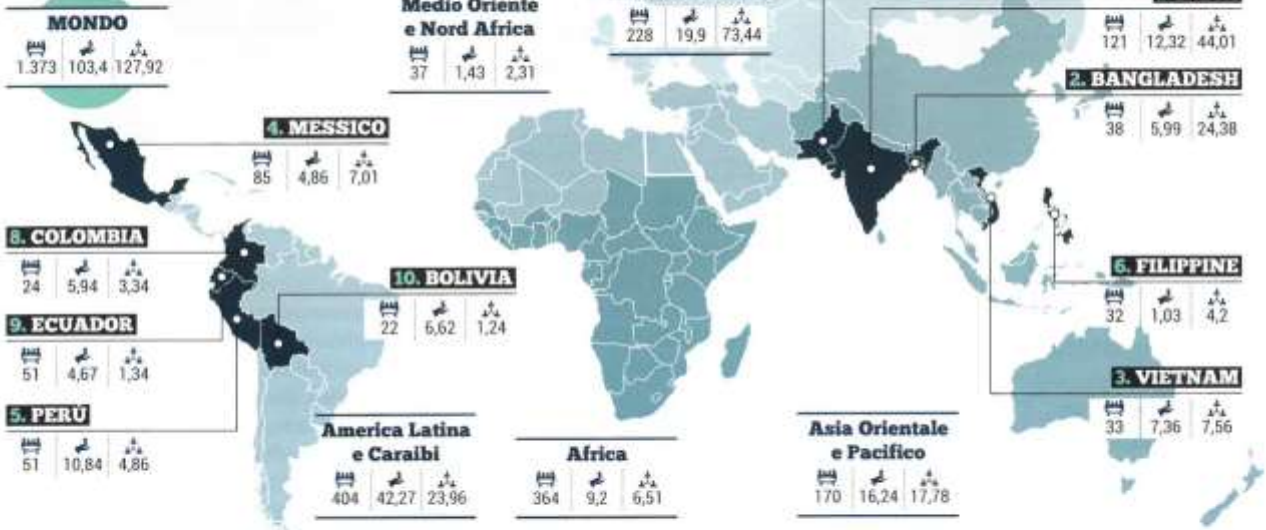 MONDO
1.373 103,4 127,92
Medio Oriente
e Nord Africa
37 1,43 2,31
228 19,9 73,44
121 12,32 44,01
2. BANGLADESH
38 5,99 24,38
4. MESSICO
85 4,86 7,01
8. COLOMBIA
24 5,94 3,34
10. BOLIVIA
22 6,62 1,24
6. FILIPPINE
32 1,03 4,2
9. ECUADOR
51 4,67 1,34
3. VIETNAM
33 7,36 7,56
5. PERÙ
51 10,84 4,86
America Latina
e Caraibi
404 42,27 23,96
Africa
364 9,2 6,51
Asia Orientale
e Pacifico
170 16,24 17,78